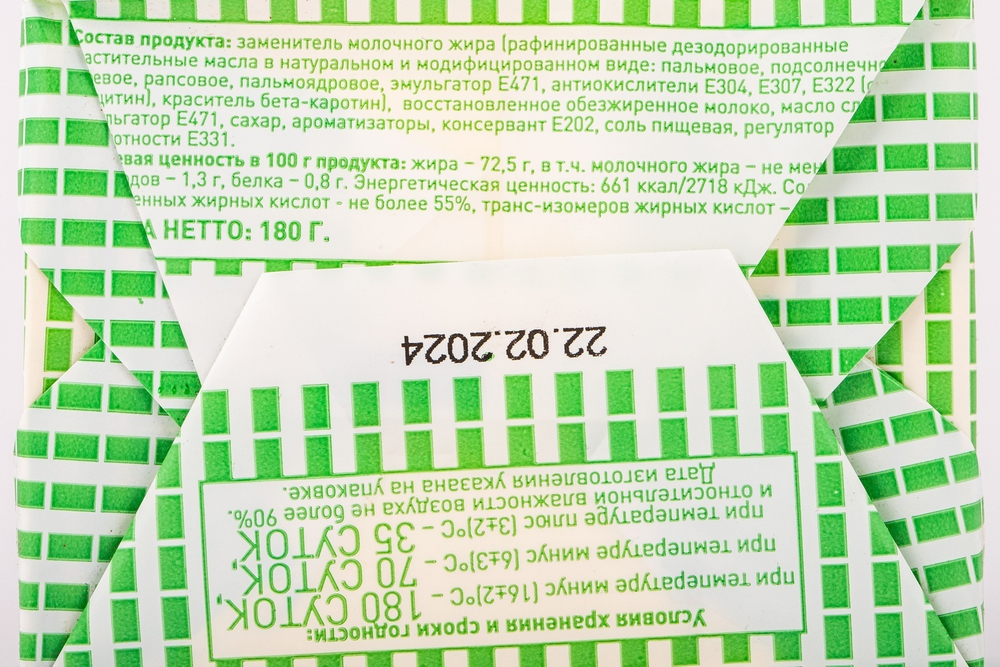 Состав продукта: заменитель молочного жира (рафинированные дезодорированные
астительные масла в натуральном и модифицированном виде: пальмовое, подсолнечн
евое, рапсовое, пальмоядровое, эмульгатор Е471, антиокислители Е304, Е307, Е322 (
цитин), краситель бета-каротин), восстановленное обезжиренное молоко, масло сл
льгатор Е471, сахар, ароматизаторы, консервант Е202, соль пищевая, регулятор
отности Е331.
евая ценность в 100 г продукта: жира – 72,5 г, в т.ч. молочного жира – не мен
дов – 1,3 г, белка – 0,8 г. Энергетическая ценность: 661 ккал/2718 кДж. Со
енных жирных кислот - не более 55%, транс-изомеров жирных кислот –
А НЕТТО: 180 Г.
22.02.2024
Условия хранения и сроки годности:
при температуре минус (16±2)°С – 180 СУТОК,
при температуре минус (6±3)°С – 70 СУТОК,
при температуре плюс (3±2)°С – 35 СУТОК
и относительной влажности воздуха не более 90%.
Дата изготовления указана на упаковке.